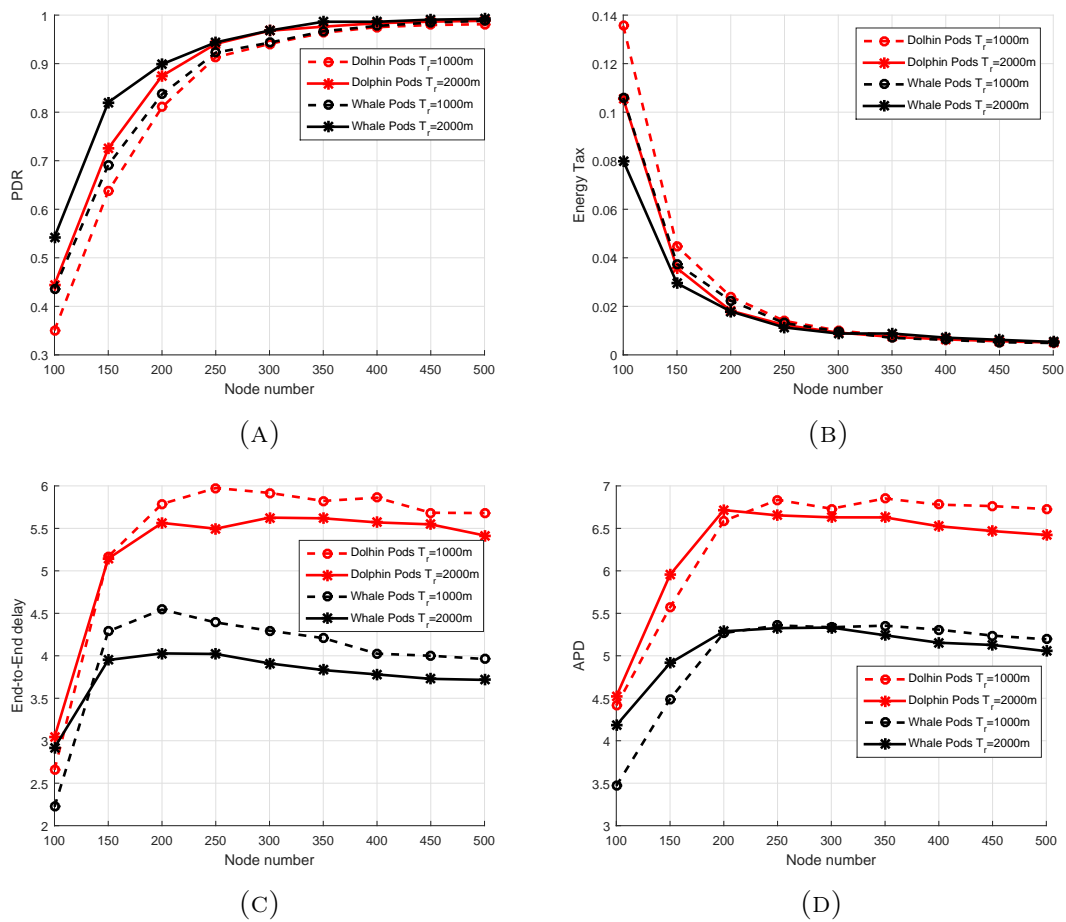 1
0.9
0.8
0.7
0.6
0.5
0.4
0.3
PDR
Dolhin Pods T_r=1000m
Dolphin Pods T_r=2000m
Whale Pods T_r=1000m
Whale Pods T_r=2000m
100 150 200 250 300 350 400 450 500
Node number
(A)
0.14
0.12
0.1
0.08
0.06
0.04
0.02
0
Energy Tax
Dolhin Pods T_r=1000m
Dolphin Pods T_r=2000m
Whale Pods T_r=1000m
Whale Pods T_r=2000m
100 150 200 250 300 350 400 450 500
Node number
(B)
6
5.5
5
4.5
4
3.5
3
2.5
2
End-to-End delay
Dolhin Pods T_r=1000m
Dolphin Pods T_r=2000m
Whale Pods T_r=1000m
Whale Pods T_r=2000m
100 150 200 250 300 350 400 450 500
Node number
(C)
7
6.5
6
5.5
5
4.5
4
3.5
3
APD
Dolhin Pods T_r=1000m
Dolphin Pods T_r=2000m
Whale Pods T_r=1000m
Whale Pods T_r=2000m
100 150 200 250 300 350 400 450 500
Node number
(D)